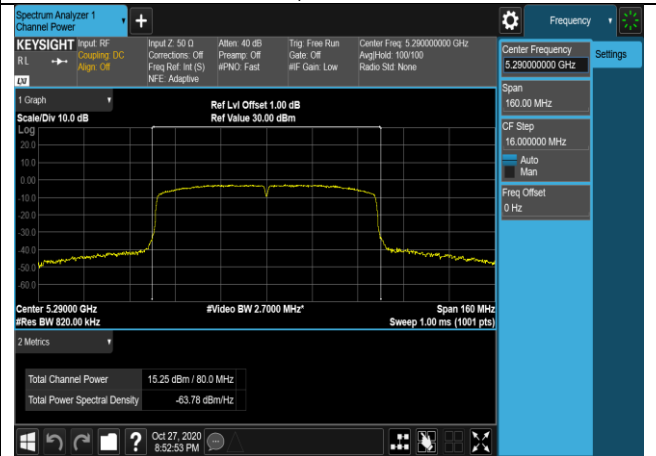 Spectrum Analyzer 1
Channel Power
Frequency
KEYSIGHT
RL
LXI
Input: RF
Coupling: DC
Align: Off
Input Z: 50 Ω
Corrections: Off
Freq Ref: Int (S)
NFE: Adaptive
Atten: 40 dB
Preamp: Off
#PNO: Fast
Trig: Free Run
Gate: Off
#IF Gain: Low
Center Freq: 5.290000000 GHz
Avg|Hold: 100/100
Radio Std: None
Center Frequency
5.290000000 GHz
Settings
Span
160.00 MHz
CF Step
16.000000 MHz
Auto
Man
Freq Offset
0 Hz
1 Graph
Scale/Div 10.0 dB
Ref Lvl Offset 1.00 dB
Ref Value 30.00 dBm
Log
20.0
10.0
0.00
-10.0
-20.0
-30.0
-40.0
-50.0
-60.0
Center 5.29000 GHz
#Video BW 2.7000 MHz*
Span 160 MHz
#Res BW 820.00 kHz
Sweep 1.00 ms (1001 pts)
2 Metrics
Total Channel Power 15.25 dBm / 80.0 MHz
Total Power Spectral Density -63.78 dBm/Hz
?
Oct 27, 2020
8:52:53 PM